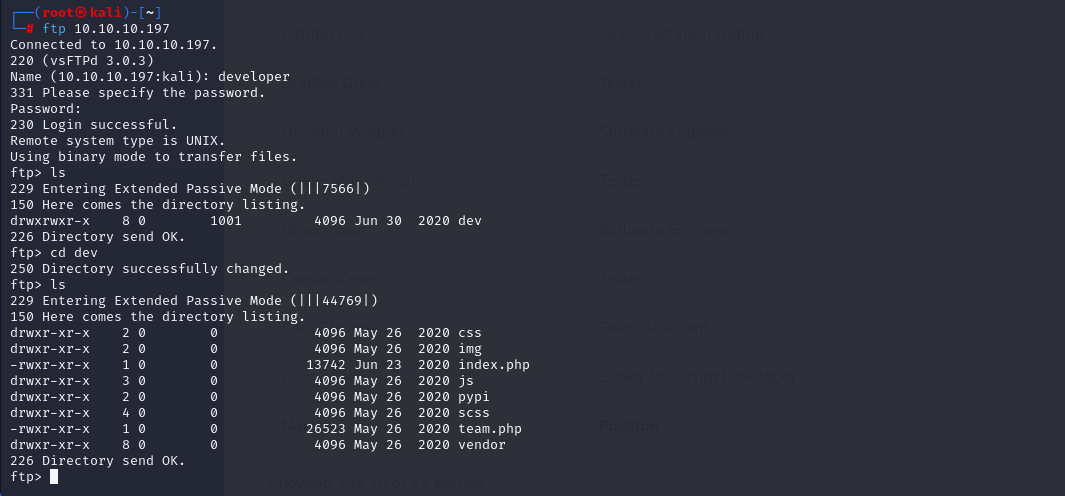 ┌──(root㉿kali)-[~]
└─# ftp 10.10.10.197
Connected to 10.10.10.197.
220 (vsFTPd 3.0.3)
Name (10.10.10.197:kali): developer
331 Please specify the password.
Password:
230 Login successful.
Remote system type is UNIX.
Using binary mode to transfer files.
ftp> ls
229 Entering Extended Passive Mode (|||7566|)
150 Here comes the directory listing.
drwxrwxr-x    8 0        1001         4096 Jun 30  2020 dev
226 Directory send OK.
ftp> cd dev
250 Directory successfully changed.
ftp> ls
229 Entering Extended Passive Mode (|||44769|)
150 Here comes the directory listing.
drwxr-xr-x    2 0        0            4096 May 26  2020 css
drwxr-xr-x    2 0        0            4096 May 26  2020 img
-rwxr-xr-x    1 0        0           13742 Jun 23  2020 index.php
drwxr-xr-x    3 0        0            4096 May 26  2020 js
drwxr-xr-x    2 0        0            4096 May 26  2020 pypi
drwxr-xr-x    4 0        0            4096 May 26  2020 scss
-rwxr-xr-x    1 0        0           26523 May 26  2020 team.php
drwxr-xr-x    8 0        0            4096 May 26  2020 vendor
226 Directory send OK.
ftp>
Ashton Cox Junior Technical Author
Bradley Greer Tester
Brenden Wagner Software Engineer
Tester
Software Engineer
Caesar Vance Tester
Sales Assistant
Senior Javascript Developer
Position
Showing 1 to 10 of 57 entries